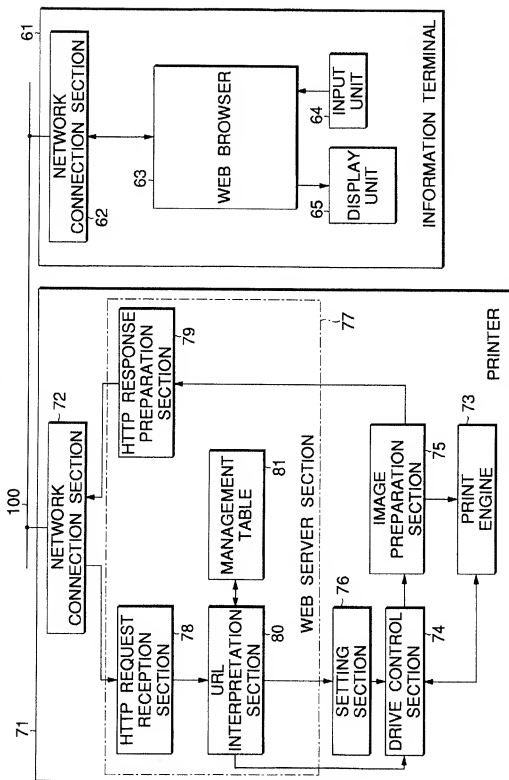 71
100
61
72
NETWORK
CONNECTION SECTION
NETWORK
CONNECTION SECTION
62
HTTP REQUEST
RECEPTION
SECTION
78
HTTP RESPONSE
PREPARATION
SECTION
79
WEB BROWSER
63
URL
INTERPRETATION
SECTION
80
MANAGEMENT
TABLE
81
WEB SERVER SECTION
77
DISPLAY
UNIT
65
INPUT
UNIT
64
INFORMATION TERMINAL
SETTING
SECTION
76
DRIVE CONTROL
SECTION
74
IMAGE
PREPARATION
SECTION
75
PRINT
ENGINE
73
PRINTER